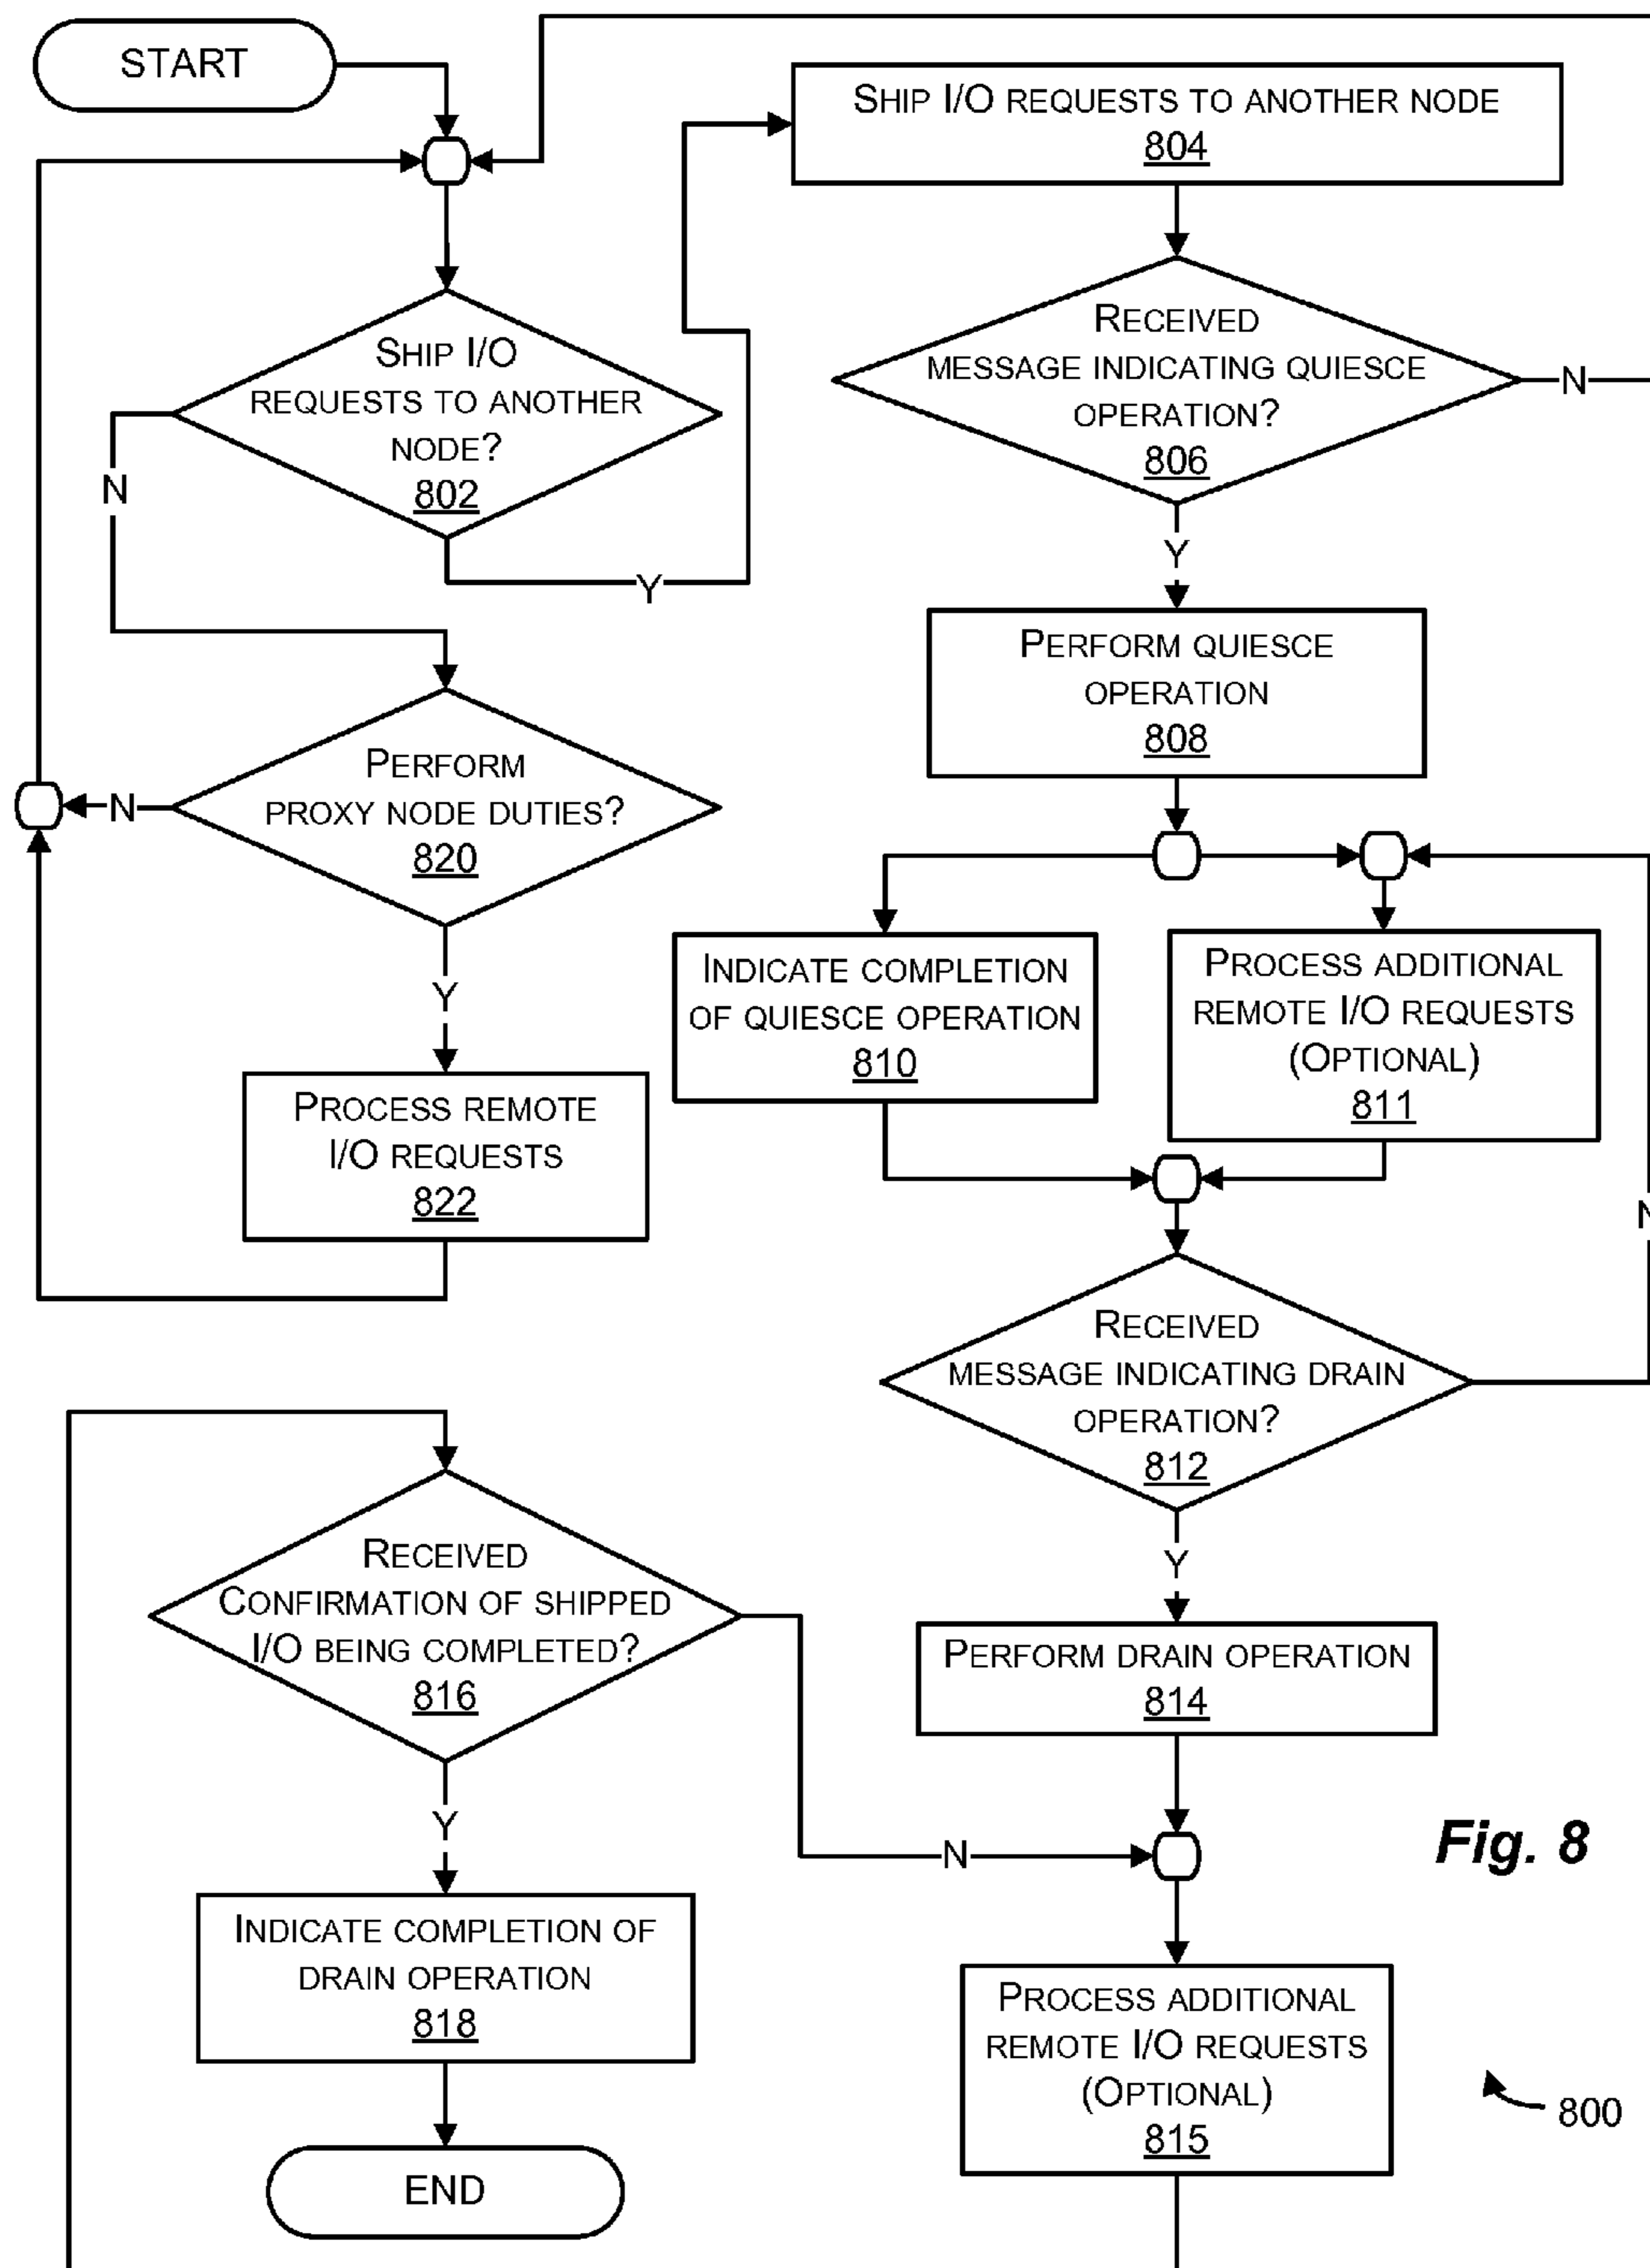 START
SHIP I/O REQUESTS TO ANOTHER NODE
804
SHIP I/O
REQUESTS TO ANOTHER
NODE?
802
N
Y
RECEIVED
MESSAGE INDICATING QUIESCE
OPERATION?
806
N
Y
PERFORM QUIESCE
OPERATION
808
PERFORM
PROXY NODE DUTIES?
820
N
Y
INDICATE COMPLETION
OF QUIESCE OPERATION
810
PROCESS ADDITIONAL
REMOTE I/O REQUESTS
(OPTIONAL)
811
PROCESS REMOTE
I/O REQUESTS
822
N
RECEIVED
MESSAGE INDICATING DRAIN
OPERATION?
812
Y
RECEIVED
CONFIRMATION OF SHIPPED
I/O BEING COMPLETED?
816
PERFORM DRAIN OPERATION
814
Y
N
Fig. 8
INDICATE COMPLETION OF
DRAIN OPERATION
818
PROCESS ADDITIONAL
REMOTE I/O REQUESTS
(OPTIONAL)
815
800
END